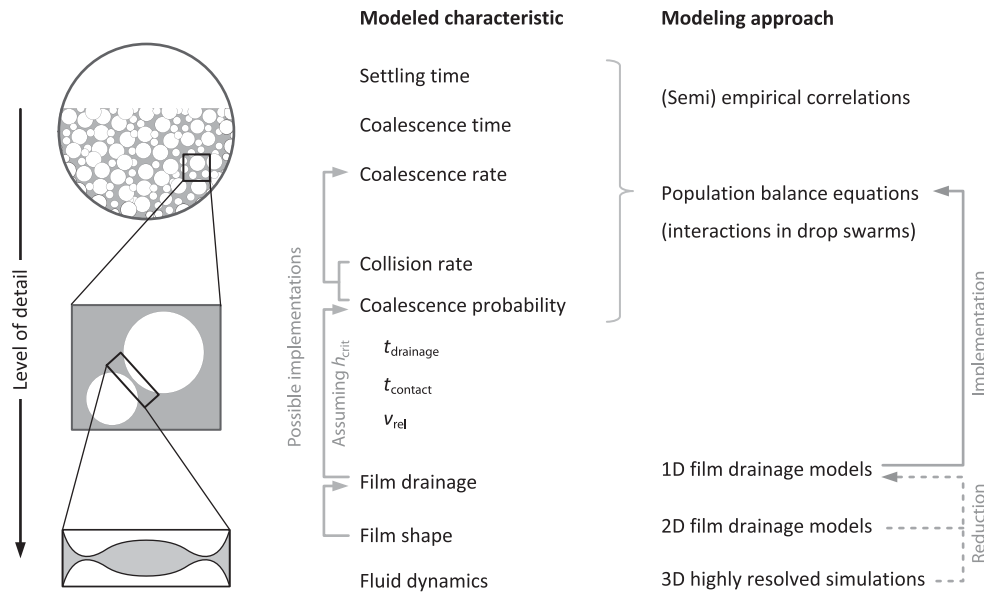 Modeled characteristic
Modeling approach
Settling time
(Semi) empirical correlations
Coalescence time
Coalescence rate
Population balance equations
(interactions in drop swarms)
Collision rate
Coalescence probability
t_drainage
t_contact
v_rel
Film drainage
1D film drainage models
Film shape
2D film drainage models
Fluid dynamics
3D highly resolved simulations
Level of detail
Possible implementations
Assuming h_crit
Implementation
Reduction